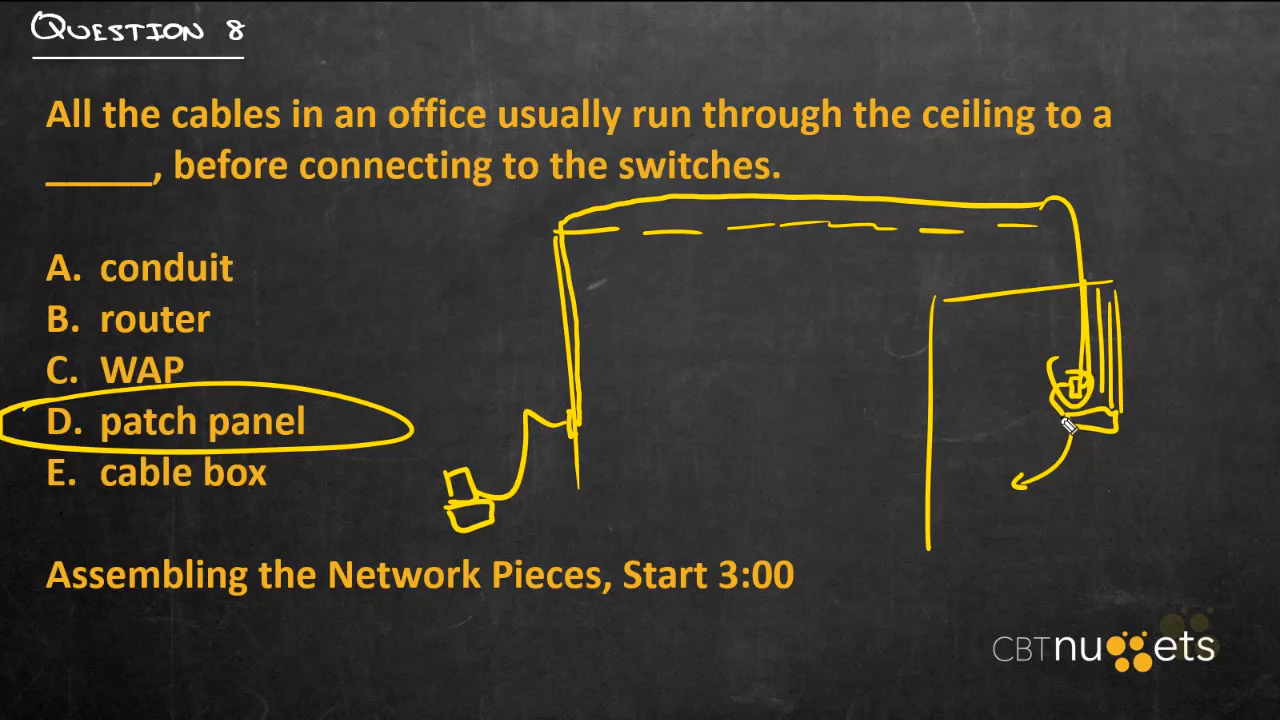 QUESTION 8
All the cables in an office usually run through the ceiling to a
_____, before connecting to the switches.
A. conduit
B. router
C. WAP
D. patch panel
E. cable box
Assembling the Network Pieces, Start 3:00
CBTnuggets